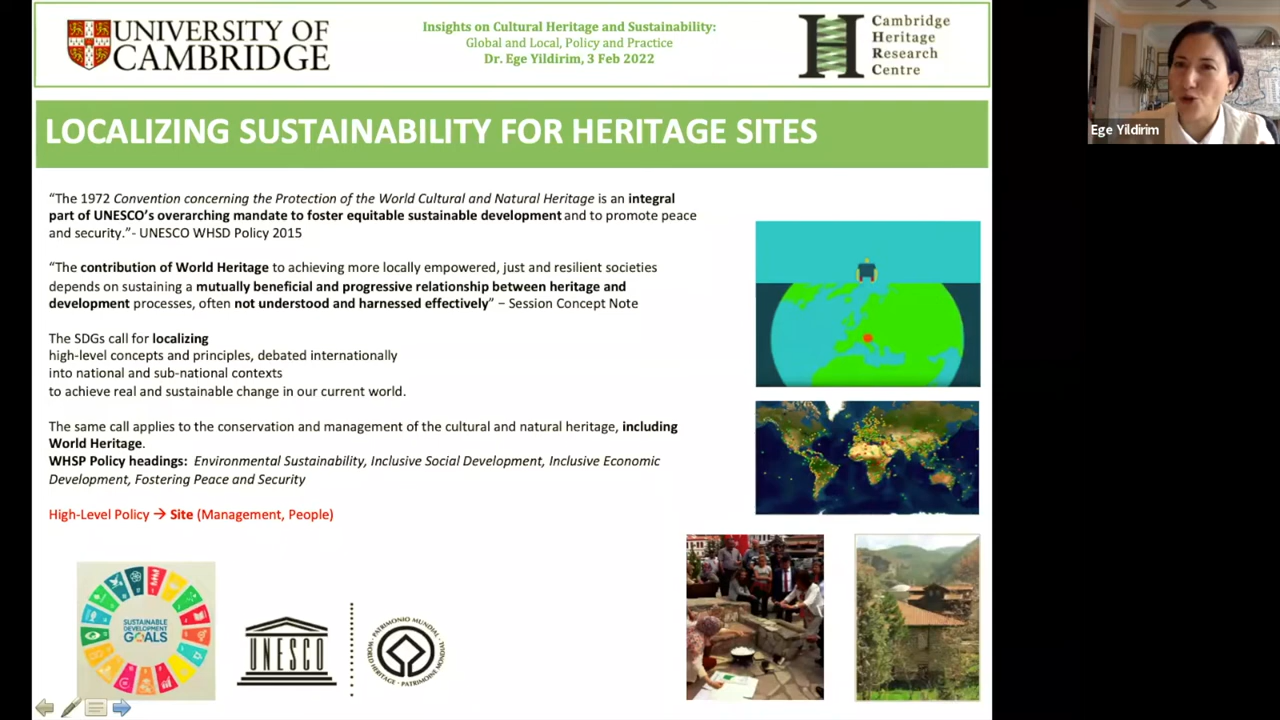 UNIVERSITY OF
CAMBRIDGE
Insights on Cultural Heritage and Sustainability:
Global and Local, Policy and Practice
Dr. Ege Yildirim, 3 Feb 2022
Cambridge
Heritage
Research
Centre
Ege Yildirim
LOCALIZING SUSTAINABILITY FOR HERITAGE SITES
“The 1972 Convention concerning the Protection of the World Cultural and Natural Heritage is an integral
part of UNESCO’s overarching mandate to foster equitable sustainable development and to promote peace
and security.”- UNESCO WHSD Policy 2015
“The contribution of World Heritage to achieving more locally empowered, just and resilient societies
depends on sustaining a mutually beneficial and progressive relationship between heritage and
development processes, often not understood and harnessed effectively” – Session Concept Note
The SDGs call for localizing
high-level concepts and principles, debated internationally
into national and sub-national contexts
to achieve real and sustainable change in our current world.
The same call applies to the conservation and management of the cultural and natural heritage, including
World Heritage.
WHSP Policy headings: Environmental Sustainability, Inclusive Social Development, Inclusive Economic
Development, Fostering Peace and Security
High-Level Policy → Site (Management, People)
SUSTAINABLE
DEVELOPMENT
GOALS
UNESCO
WORLD HERITAGE · PATRIMONIO MUNDIAL · PATRIMOINE MONDIAL ·